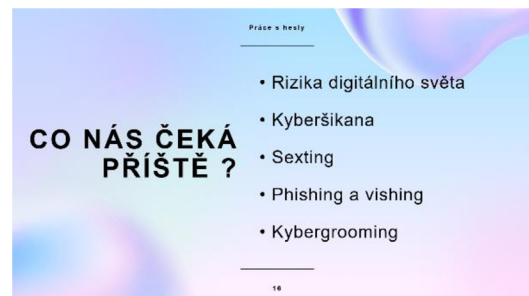 Práce s hesly
CO NÁS ČEKÁ
PŘÍŠTĚ ?
• Rizika digitálního světa
• Kyberšikana
• Sexting
• Phishing a vishing
• Kybergrooming
16